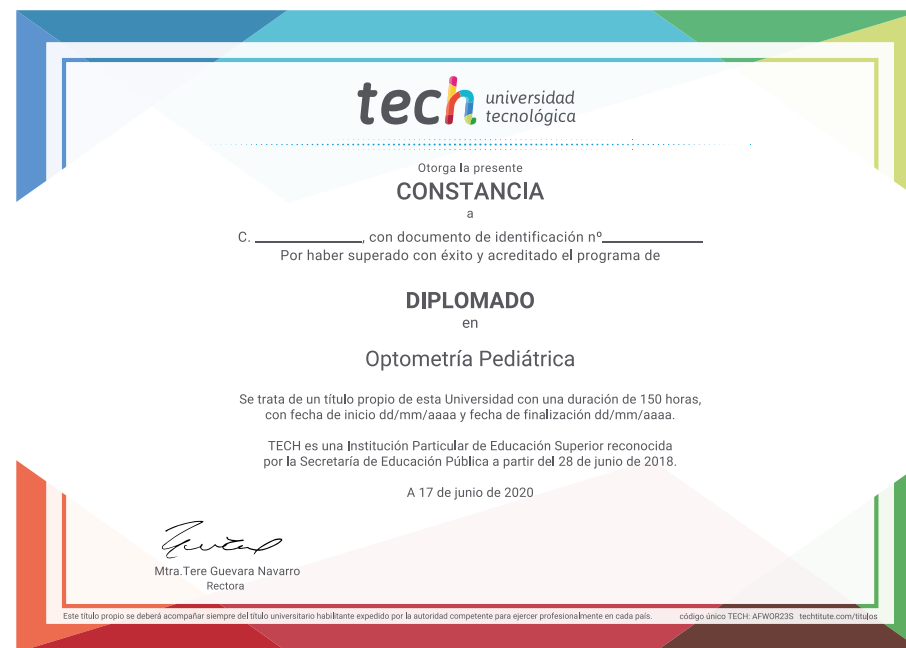 tech universidad
tecnológica
Otorga la presente
CONSTANCIA
a
C. ____________, con documento de identificación nº____________
Por haber superado con éxito y acreditado el programa de
DIPLOMADO
en
Optometría Pediátrica
Se trata de un título propio de esta Universidad con una duración de 150 horas,
con fecha de inicio dd/mm/aaaa y fecha de finalización dd/mm/aaaa.
TECH es una Institución Particular de Educación Superior reconocida
por la Secretaría de Educación Pública a partir del 28 de junio de 2018.
A 17 de junio de 2020
Mtra.Tere Guevara Navarro
Rectora
Este título propio se deberá acompañar siempre del título universitario habilitante expedido por la autoridad competente para ejercer profesionalmente en cada país. código único TECH: AFWOR23S techtitute.com/titulos